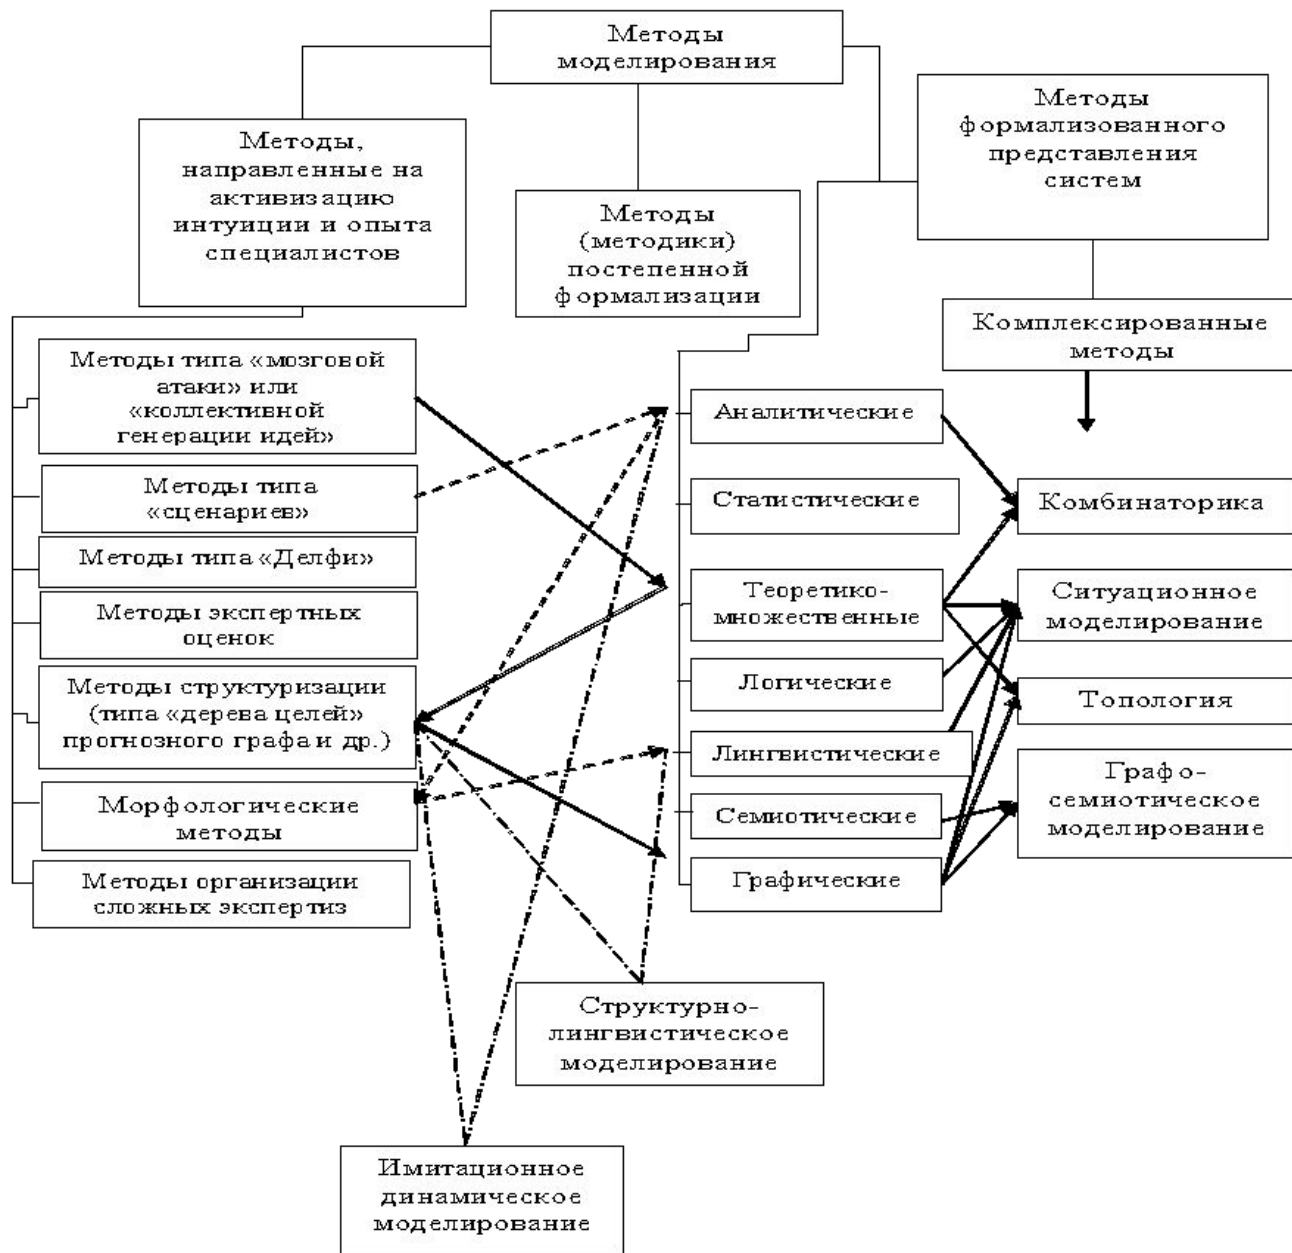 Методы
моделирования
Методы,
направленные на
активизацию
интуиции и опыта
специалистов
Методы
(методики)
постепенной
формализации
Методы
формализованного
представления
систем
Комплексированные
методы
Методы типа «мозговой
атаки» или
«коллективной
генерации идей»
Методы типа
«сценариев»
Методы типа «Делфи»
Методы экспертных
оценок
Методы структуризации
(типа «дерева целей»
прогнозного графа и др.)
Морфологические
методы
Методы организации
сложных экспертиз
Аналитические
Статистические
Теоретико-
множественные
Логические
Лингвистические
Семиотические
Графические
Комбинаторика
Ситуационное
моделирование
Топология
Графо-
семиотическое
моделирование
Структурно-
лингвистическое
моделирование
Имитационное
динамическое
моделирование